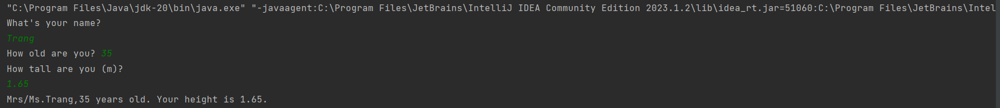 "C:\Program Files\Java\jdk-20\bin\java.exe" "-javaagent:C:\Program Files\JetBrains\IntelliJ IDEA Community Edition 2023.1.2\lib\idea_rt.jar=51060:C:\Program Files\JetBrains\Intel
What's your name?
Trang
How old are you? 35
How tall are you (m)?
1.65
Mrs/Ms.Trang,35 years old. Your height is 1.65.